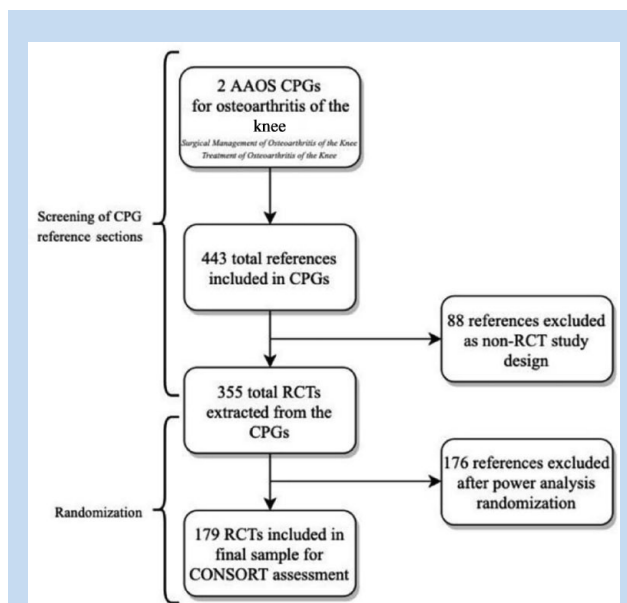 2 AAOS CPGs
for osteoarthritis of the
knee
Surgical Management of Osteoarthritis of the Knee
Treatment of Osteoarthritis of the Knee
Screening of CPG
reference sections
443 total references
included in CPGs
88 references excluded
as non-RCT study
design
355 total RCTs
extracted from the
CPGs
176 references excluded
after power analysis
randomization
Randomization
179 RCTs included in
final sample for
CONSORT assessment